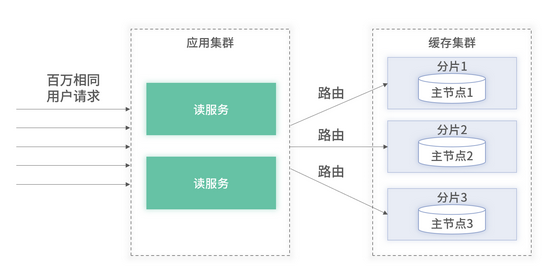 应用集群
缓存集群
百万相同
用户请求
读服务
读服务
路由
路由
路由
分片1
主节点1
分片2
主节点2
分片3
主节点3